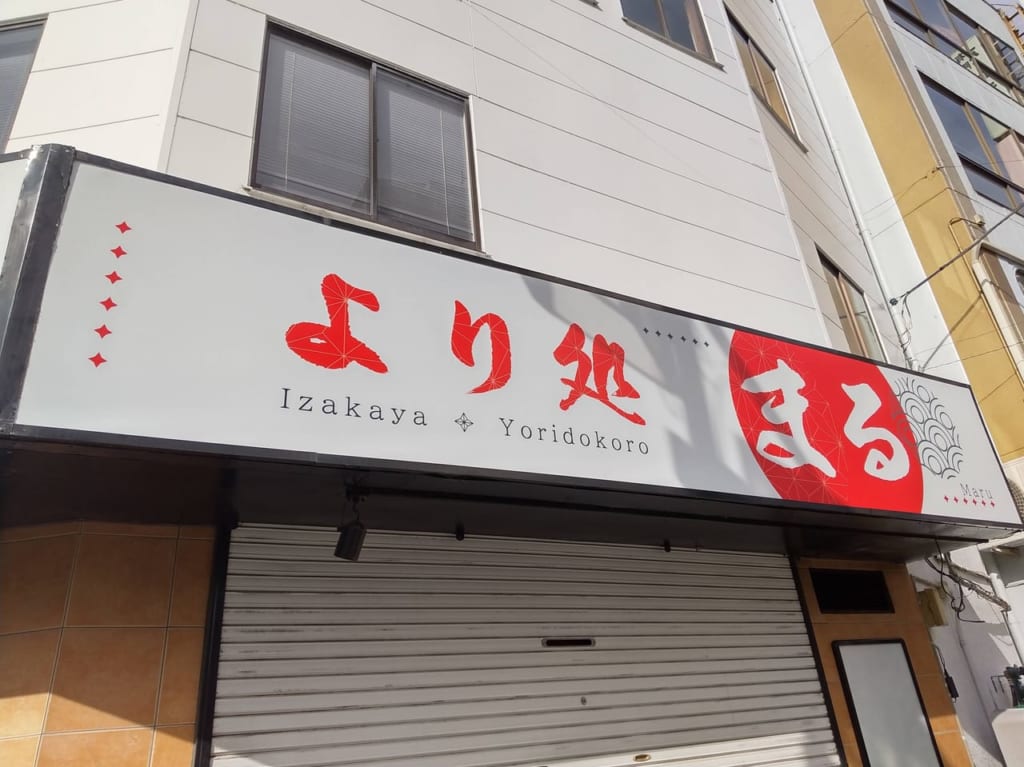 より処
Izakaya Yoridokoro
まる
Maru